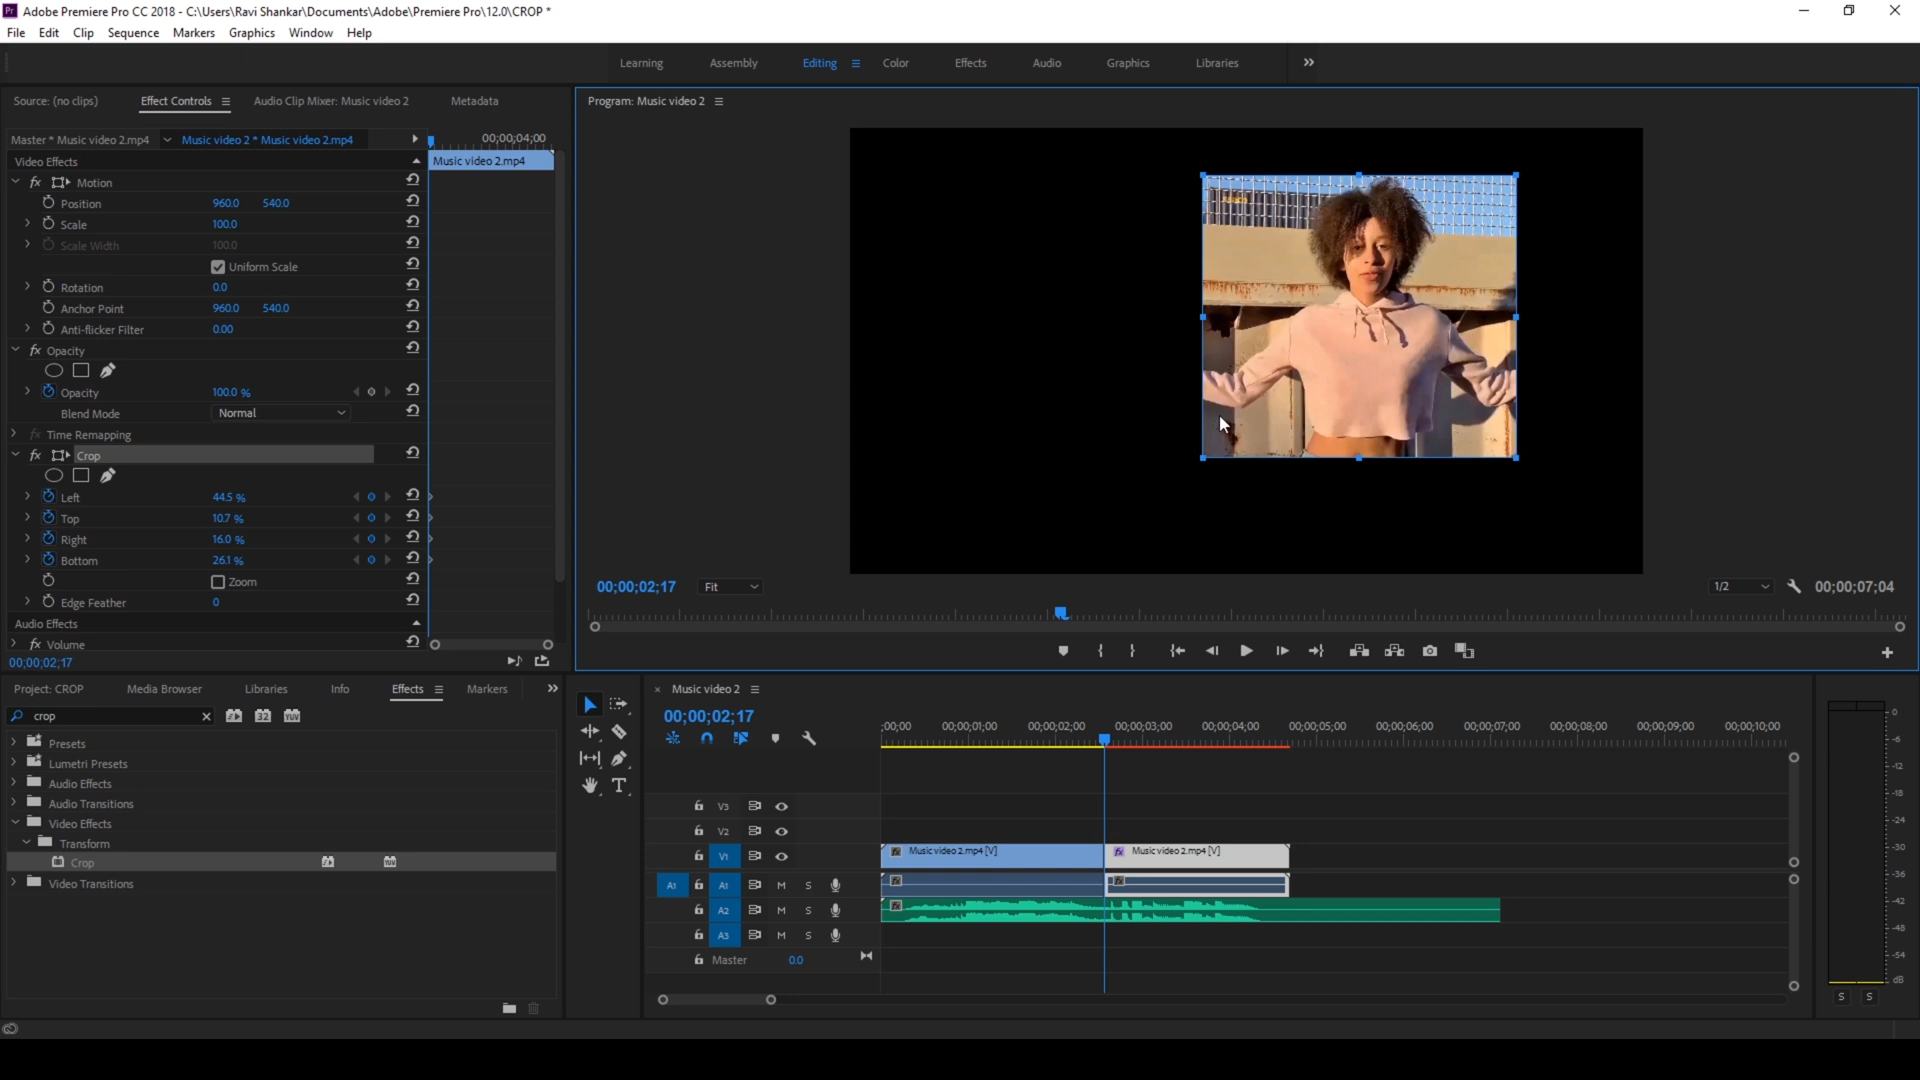 Pr Adobe Premiere Pro CC 2018 - C:\Users\Ravi Shankar\Documents\Adobe\Premiere Pro\12.0\CROP *
File Edit Clip Sequence Markers Graphics Window Help
Learning Assembly Editing Color Effects Audio Graphics Libraries
Source: (no clips) Effect Controls Audio Clip Mixer: Music video 2 Metadata
Program: Music video 2
Master * Music video 2.mp4 Music video 2 * Music video 2.mp4 00;00;04;00
Video Effects Music video 2.mp4
fx Motion
Position 960.0 540.0
Scale 100.0
Scale Width 100.0
Uniform Scale
Rotation 0.0
Anchor Point 960.0 540.0
Anti-flicker Filter 0.00
fx Opacity
Opacity 100.0 %
Blend Mode Normal
fx Time Remapping
fx Crop
Left 44.5 %
Top 10.7 %
Right 16.0 %
Bottom 26.1 %
Zoom
Edge Feather 0
Audio Effects
fx Volume
00;00;02;17
00;00;02;17 Fit 1/2 00;00;07;04
Project: CROP Media Browser Libraries Info Effects Markers
crop 32 YUV
Presets
Lumetri Presets
Audio Effects
Audio Transitions
Video Effects
Transform
Crop
Video Transitions
T
Music video 2
00;00;02;17
;00;00 00;00;01;00 00;00;02;00 00;00;03;00 00;00;04;00 00;00;05;00 00;00;06;00 00;00;07;00 00;00;08;00 00;00;09;00 00;00;10;00
V3
V2
V1 fx Music video 2.mp4 [V] fx Music video 2.mp4 [V]
A1 A1 M S fx fx
A2 M S fx
A3 M S
Master 0.0
0
-6
-12
-18
-24
-30
-36
-42
-48
-54
dB
S S